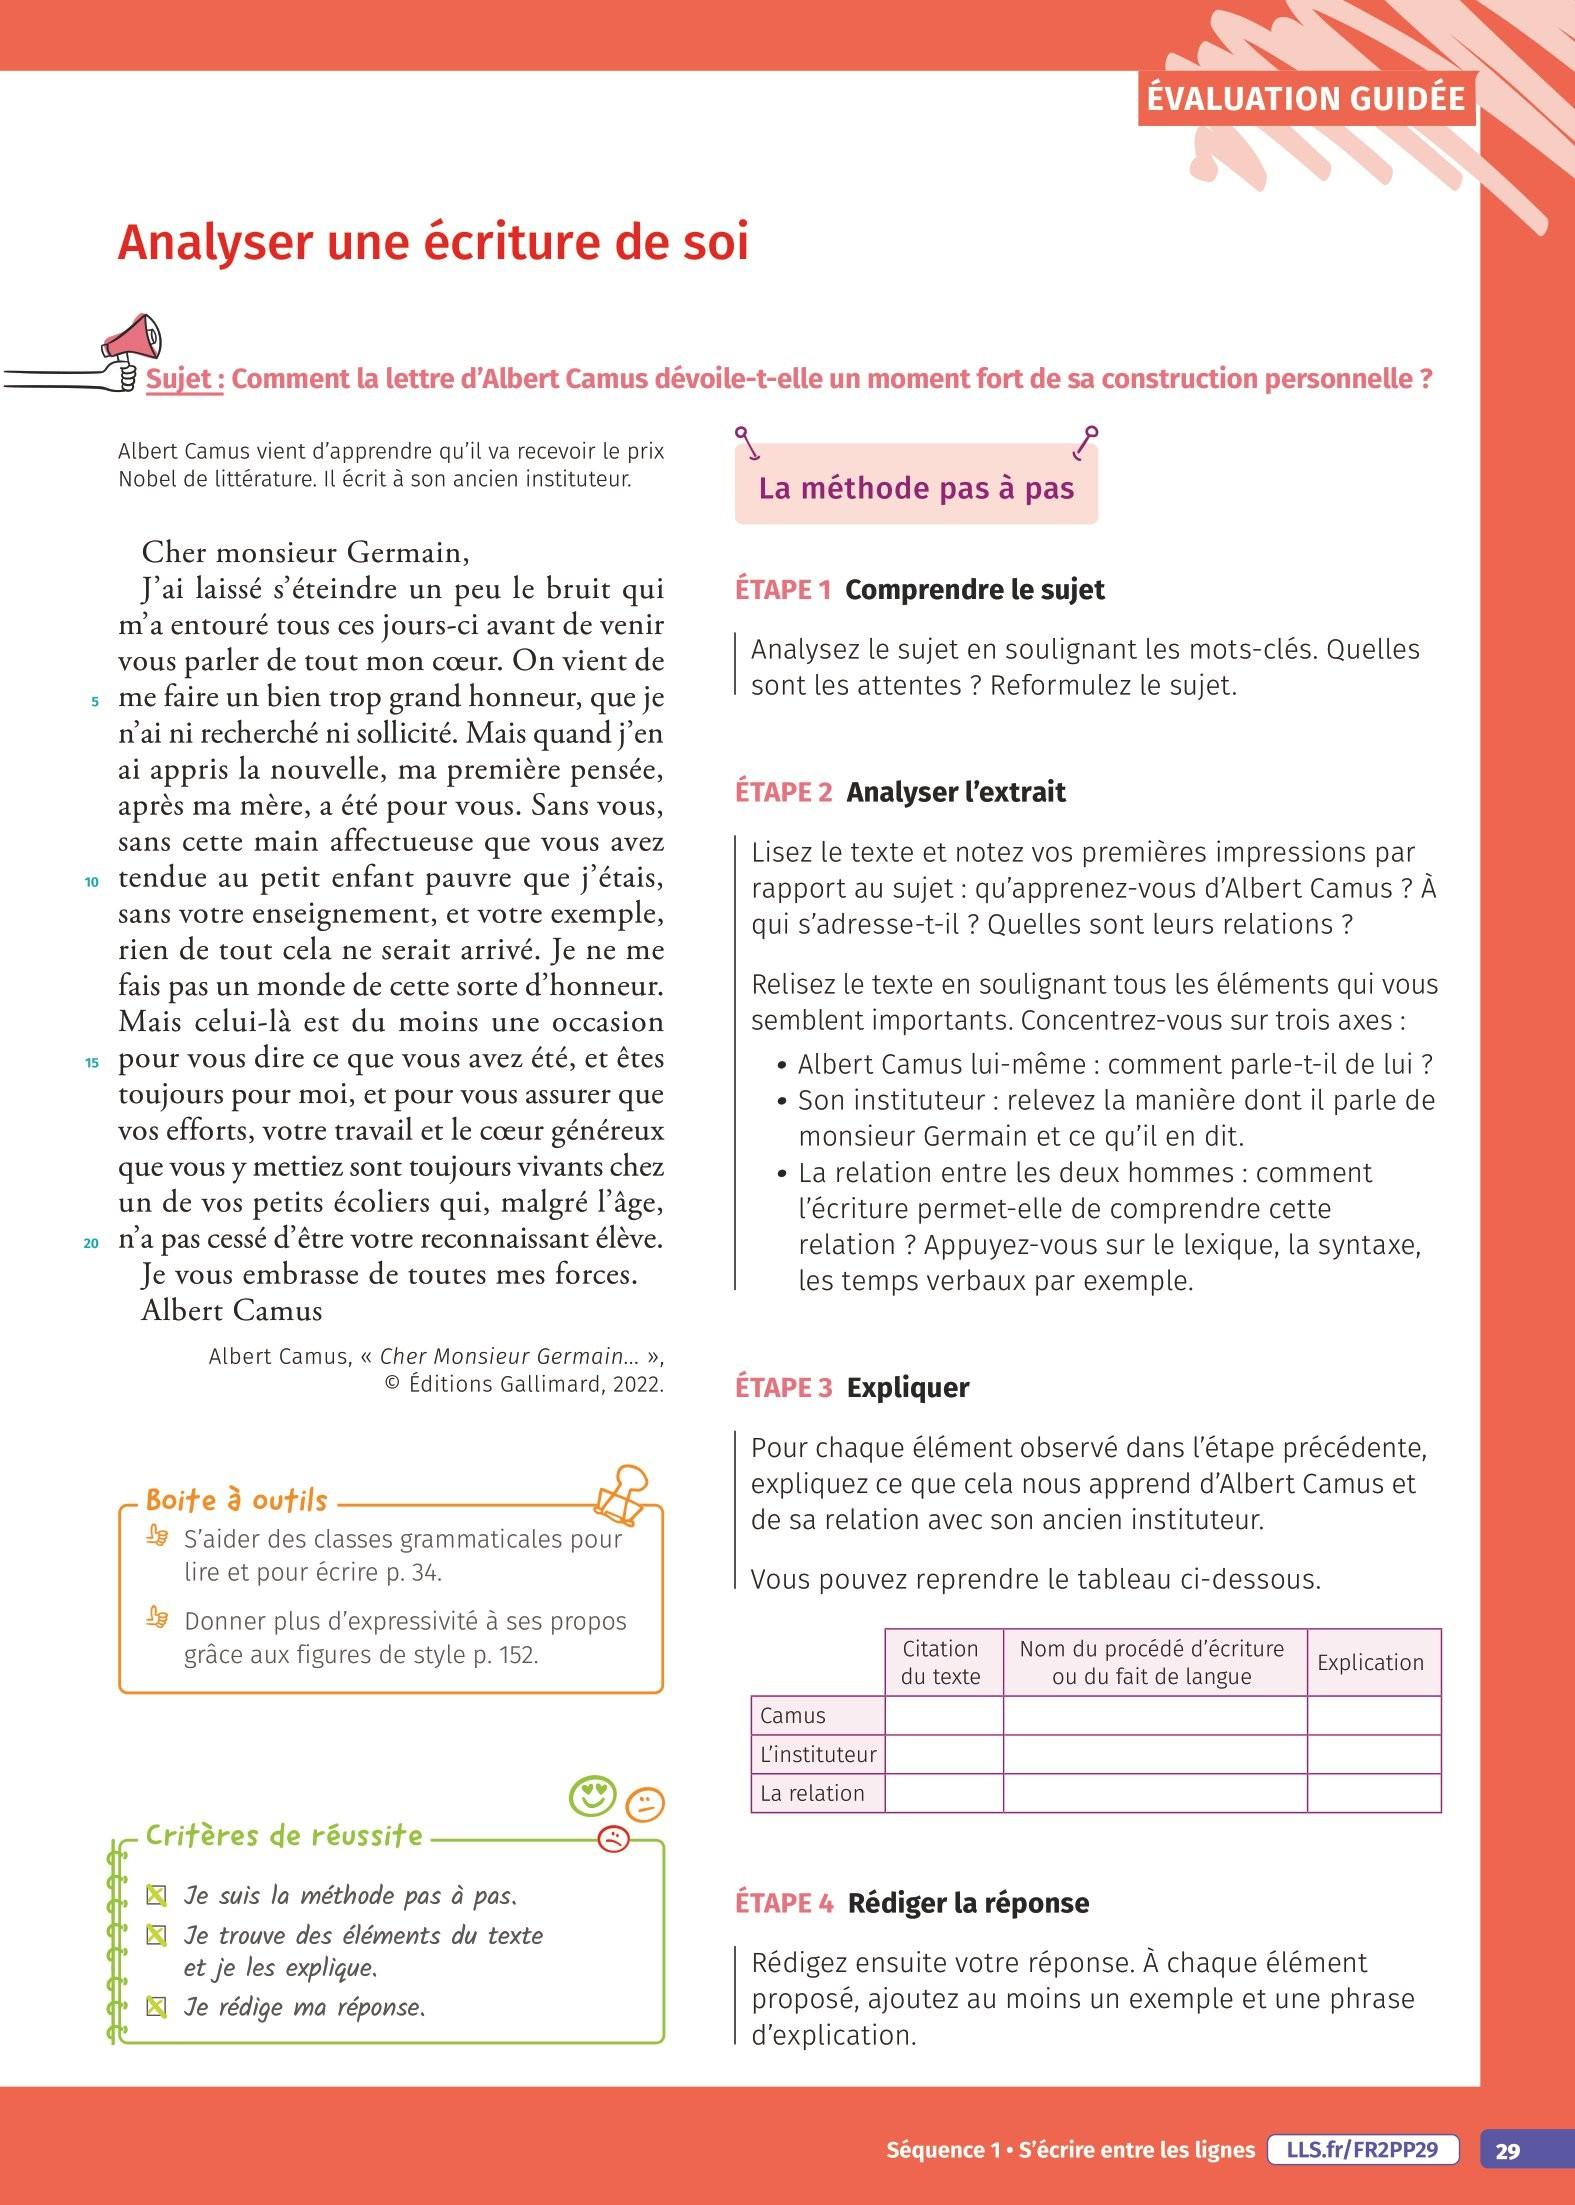 ÉVALUATION GUIDÉE
Analyser une écriture de soi
Sujet : Comment la lettre d’Albert Camus dévoile-t-elle un moment fort de sa construction personnelle ?
Albert Camus vient d’apprendre qu’il va recevoir le prix
Nobel de littérature. Il écrit à son ancien instituteur.
Cher monsieur Germain,
J’ai laissé s’éteindre un peu le bruit qui
m’a entouré tous ces jours-ci avant de venir
vous parler de tout mon cœur. On vient de
5 me faire un bien trop grand honneur, que je
n’ai ni recherché ni sollicité. Mais quand j’en
ai appris la nouvelle, ma première pensée,
après ma mère, a été pour vous. Sans vous,
sans cette main affectueuse que vous avez
10 tendue au petit enfant pauvre que j’étais,
sans votre enseignement, et votre exemple,
rien de tout cela ne serait arrivé. Je ne me
fais pas un monde de cette sorte d’honneur.
Mais celui-là est du moins une occasion
15 pour vous dire ce que vous avez été, et êtes
toujours pour moi, et pour vous assurer que
vos efforts, votre travail et le cœur généreux
que vous y mettiez sont toujours vivants chez
un de vos petits écoliers qui, malgré l’âge,
20 n’a pas cessé d’être votre reconnaissant élève.
Je vous embrasse de toutes mes forces.
Albert Camus
Albert Camus, « Cher Monsieur Germain... »,
© Éditions Gallimard, 2022.
Boite à outils
S’aider des classes grammaticales pour
lire et pour écrire p. 34.
Donner plus d’expressivité à ses propos
grâce aux figures de style p. 152.
Critères de réussite
Je suis la méthode pas à pas.
Je trouve des éléments du texte
et je les explique.
Je rédige ma réponse.
La méthode pas à pas
ÉTAPE 1 Comprendre le sujet
Analysez le sujet en soulignant les mots-clés. Quelles
sont les attentes ? Reformulez le sujet.
ÉTAPE 2 Analyser l’extrait
Lisez le texte et notez vos premières impressions par
rapport au sujet : qu’apprenez-vous d’Albert Camus ? À
qui s’adresse-t-il ? Quelles sont leurs relations ?
Relisez le texte en soulignant tous les éléments qui vous
semblent importants. Concentrez-vous sur trois axes :
• Albert Camus lui-même : comment parle-t-il de lui ?
• Son instituteur : relevez la manière dont il parle de
monsieur Germain et ce qu’il en dit.
• La relation entre les deux hommes : comment
l’écriture permet-elle de comprendre cette
relation ? Appuyez-vous sur le lexique, la syntaxe,
les temps verbaux par exemple.
ÉTAPE 3 Expliquer
Pour chaque élément observé dans l’étape précédente,
expliquez ce que cela nous apprend d’Albert Camus et
de sa relation avec son ancien instituteur.
Vous pouvez reprendre le tableau ci-dessous.
Citation
du texte
Nom du procédé d’écriture
ou du fait de langue
Explication
Camus
L’instituteur
La relation
ÉTAPE 4 Rédiger la réponse
Rédigez ensuite votre réponse. À chaque élément
proposé, ajoutez au moins un exemple et une phrase
d’explication.
Séquence 1 • S’écrire entre les lignes LLS.fr/FR2PP29 29